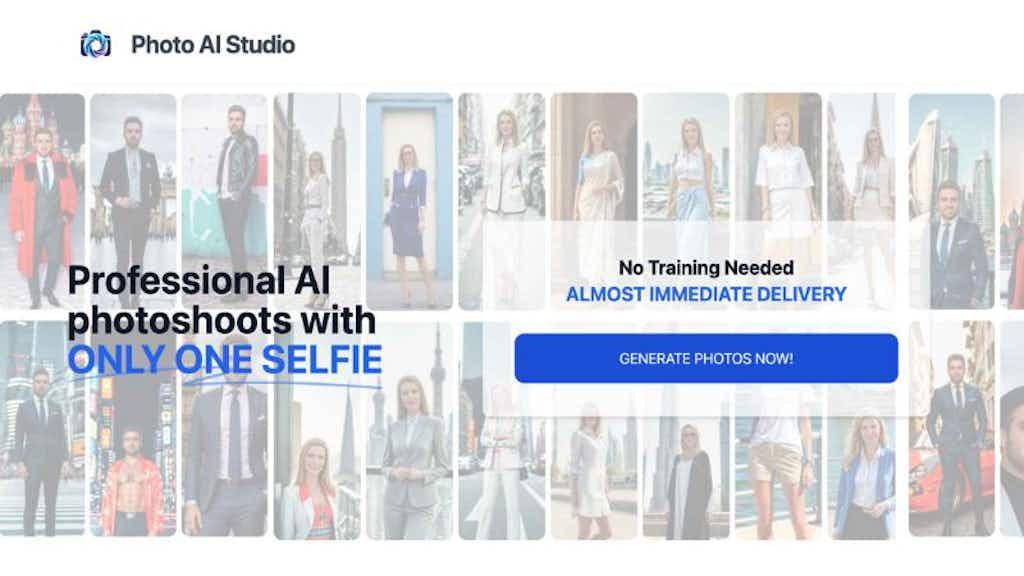 Photo AI Studio
Professional AI
photoshoots with
ONLY ONE SELFIE
No Training Needed
ALMOST IMMEDIATE DELIVERY
GENERATE PHOTOS NOW!